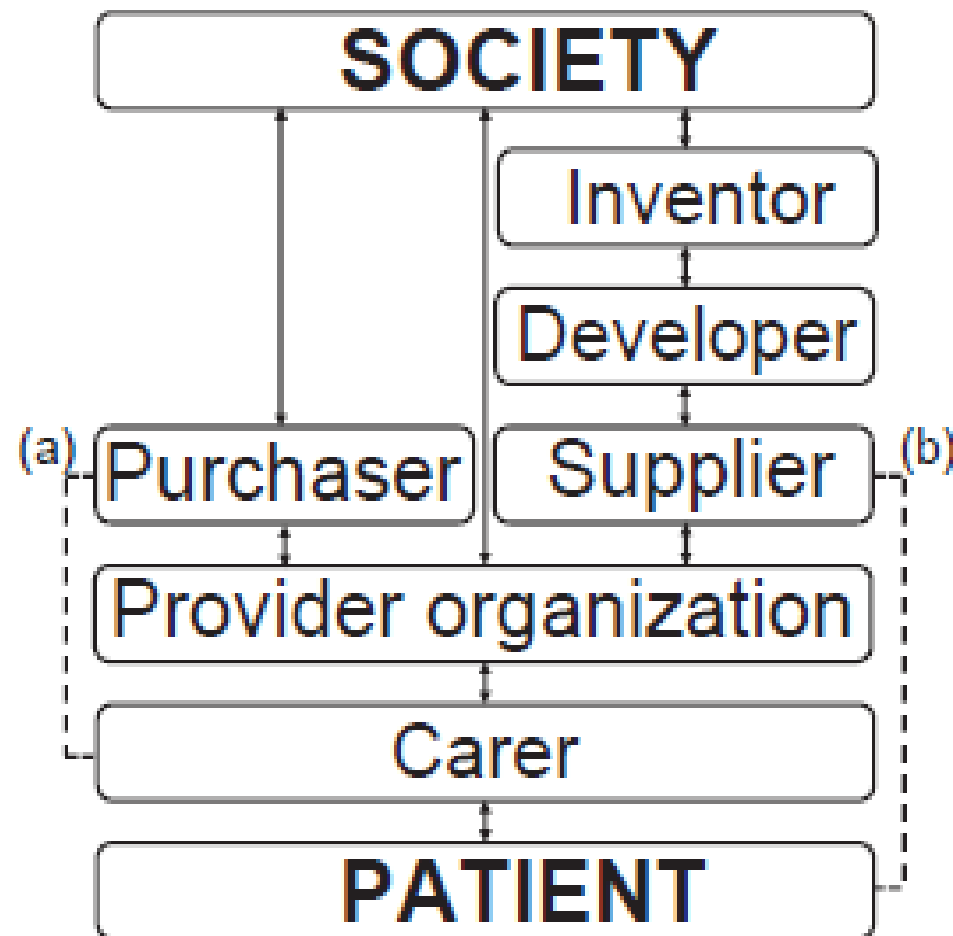 SOCIETY
Inventor
Developer
(a) Purchaser Supplier (b)
Provider organization
Carer
PATIENT